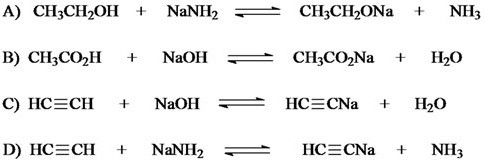 A) CH₃CH₂OH + NaNH₂ ⇌ CH₃CH₂ONa + NH₃
B) CH₃CO₂H + NaOH ⇌ CH₃CO₂Na + H₂O
C) HC≡CH + NaOH ⇌ HC≡CNa + H₂O
D) HC≡CH + NaNH₂ ⇌ HC≡CNa + NH₃